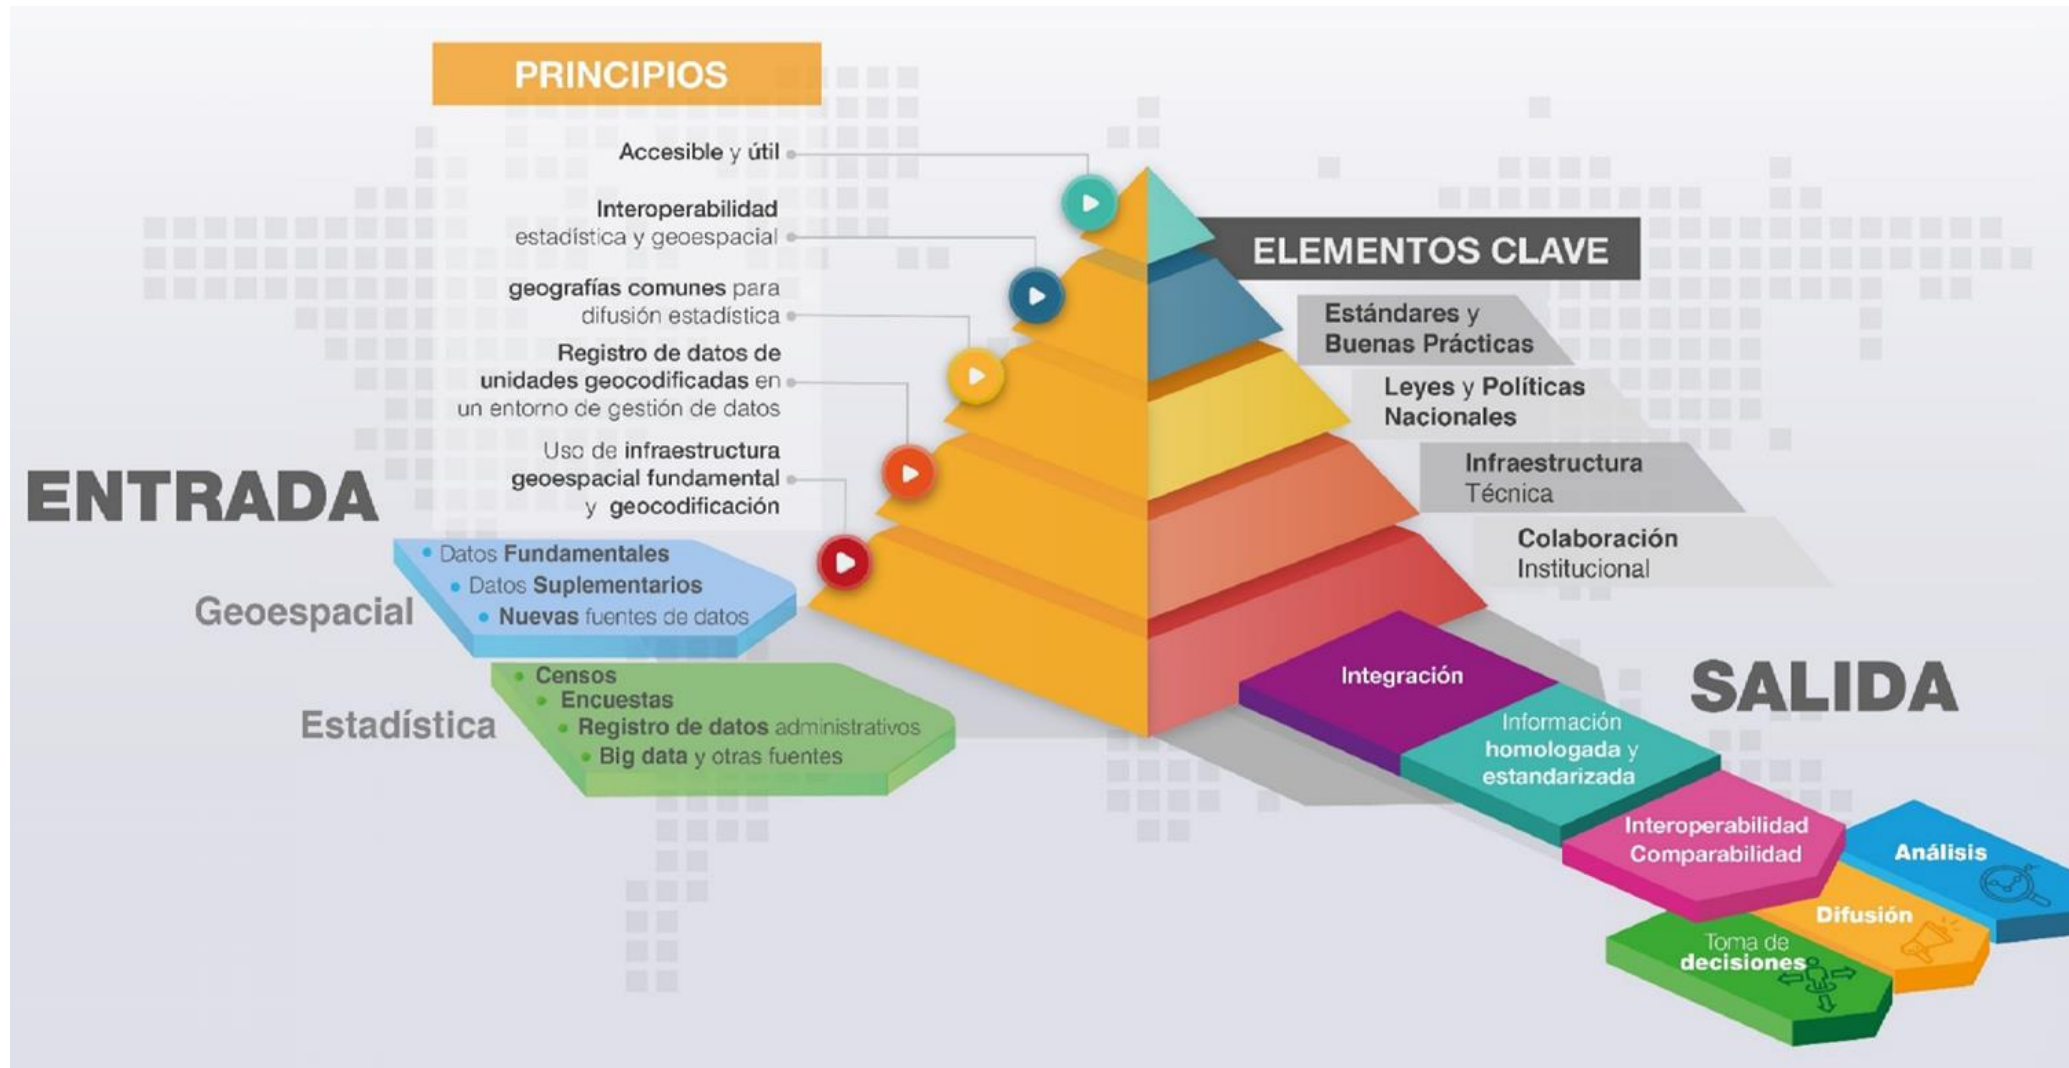 PRINCIPIOS
Accesible y útil
Interoperabilidad
estadística y geoespacial
geografías comunes para
difusión estadística
Registro de datos de
unidades geocodificadas en
un entorno de gestión de datos
Uso de infraestructura
geoespacial fundamental
y geocodificación
ELEMENTOS CLAVE
Estándares y
Buenas Prácticas
Leyes y Políticas
Nacionales
Infraestructura
Técnica
Colaboración
Institucional
ENTRADA
Geoespacial
Datos Fundamentales
Datos Suplementarios
Nuevas fuentes de datos
Estadística
Censos
Encuestas
Registro de datos administrativos
Big data y otras fuentes
SALIDA
Integración
Información
homologada y
estandarizada
Interoperabilidad
Comparabilidad
Análisis
Difusión
Toma de
decisiones